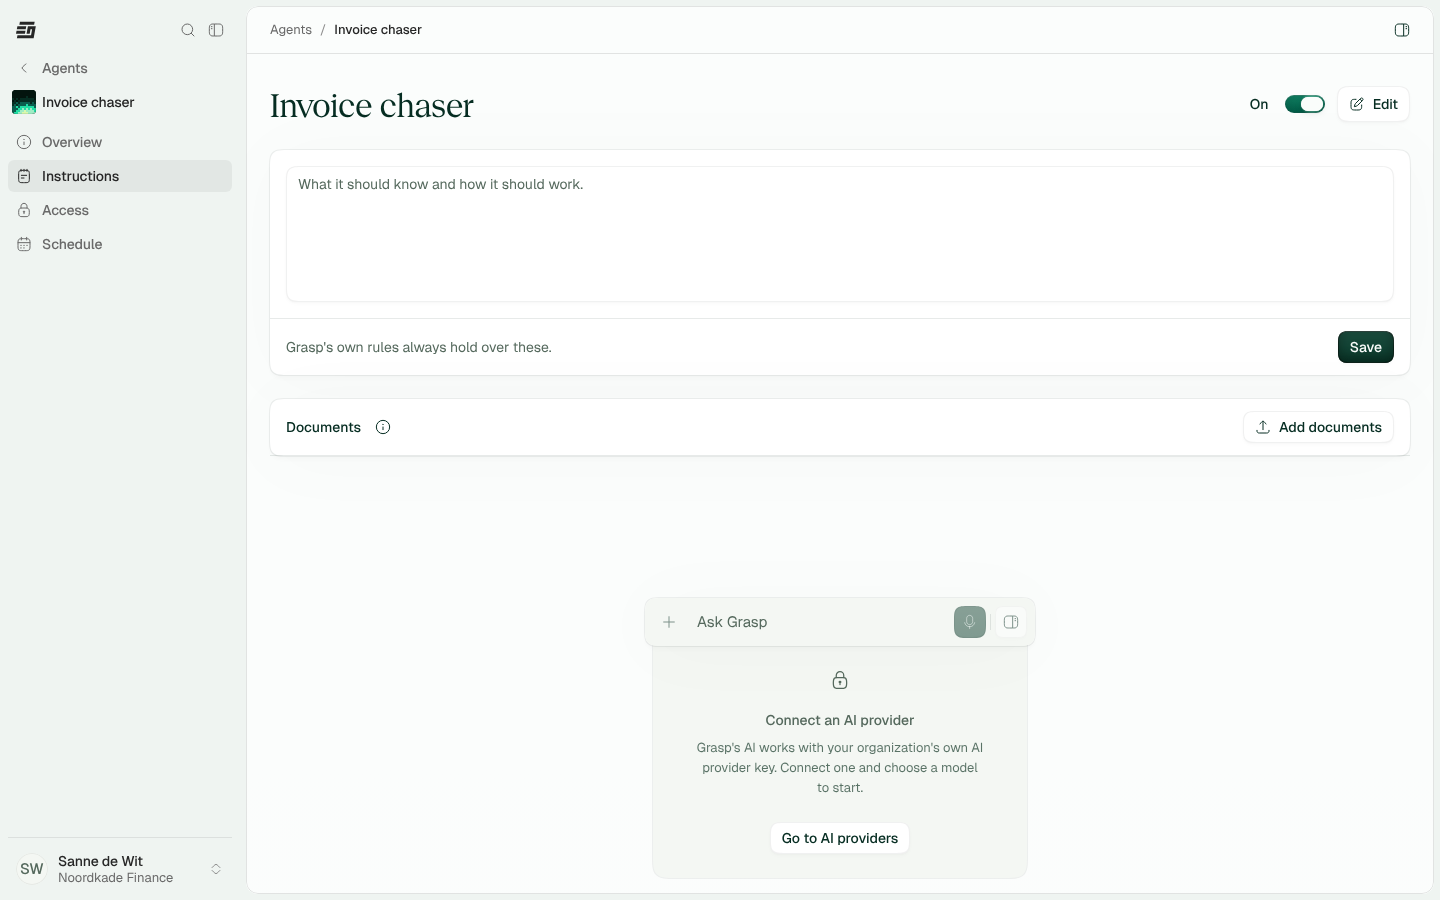 Agents
Invoice chaser
Overview
Instructions
Access
Schedule
Sanne de Wit
Noordkade Finance
SW
Agents / Invoice chaser
Invoice chaser
On
Edit
What it should know and how it should work.
Grasp's own rules always hold over these.
Save
Documents
Add documents
Ask Grasp
Connect an AI provider
Grasp's AI works with your organization's own AI
provider key. Connect one and choose a model
to start.
Go to AI providers